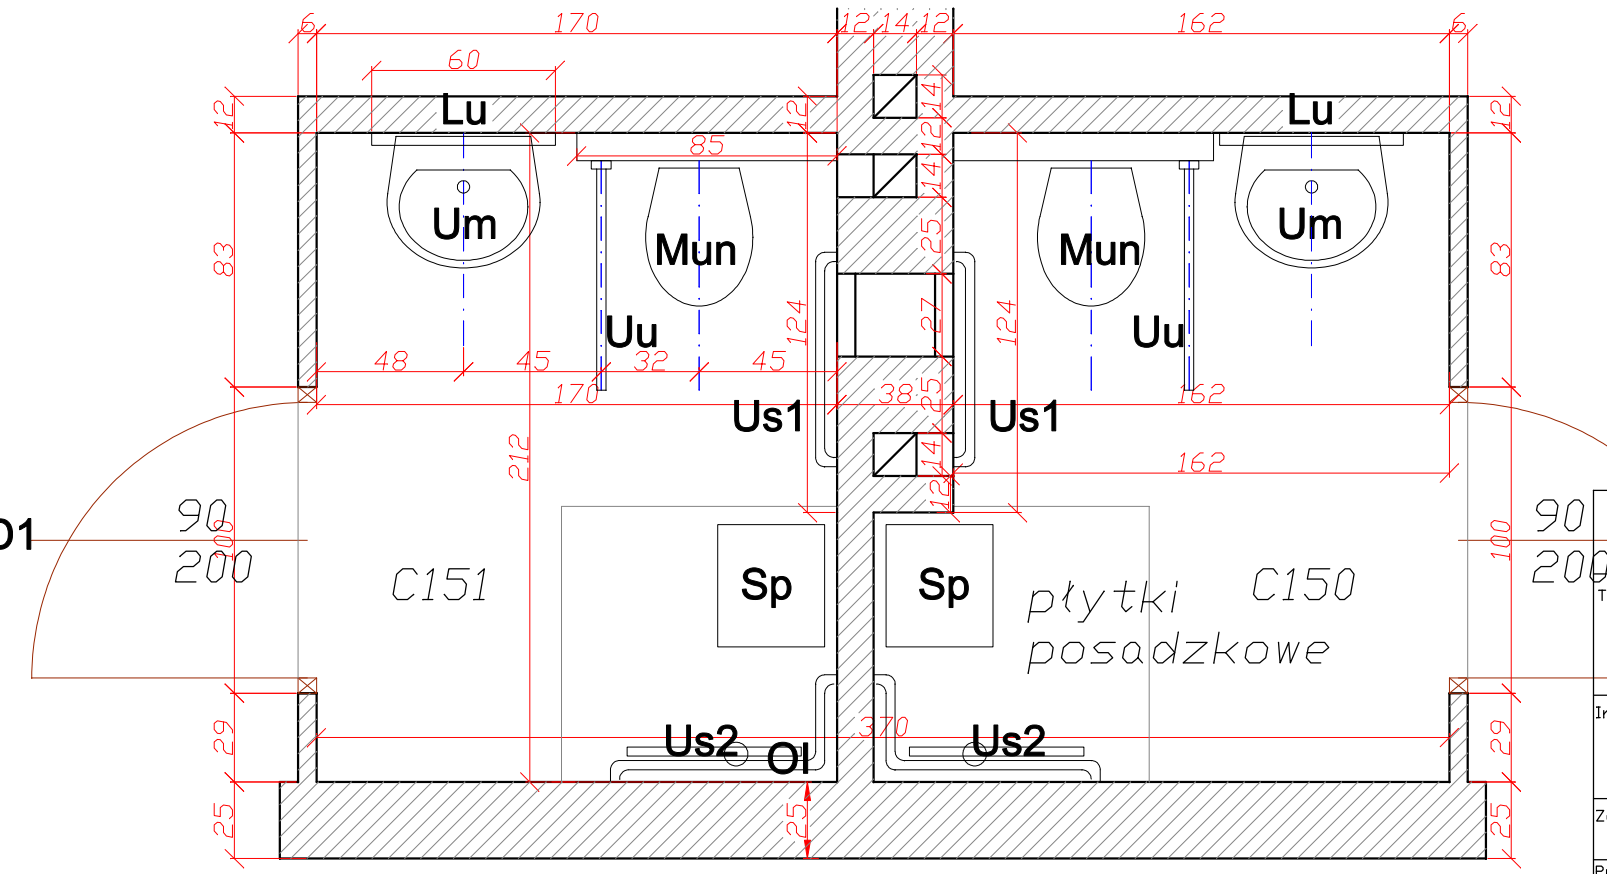 6 170 12 14 12 162 6
60
12 Lu 12 14 Lu 12
85 12
14
83 Um Mun 25 Mun Um 83
Uu 124 27 124 Uu
48 45 32 45
170 38 25 162
Us1 Us1
212 14 162
12
90 90
O1 100 100
200 200
C151 Sp Sp płytki C150
posadzkowe
T
29 370 Ir 29
Us2 Ol Us2
25 25 25